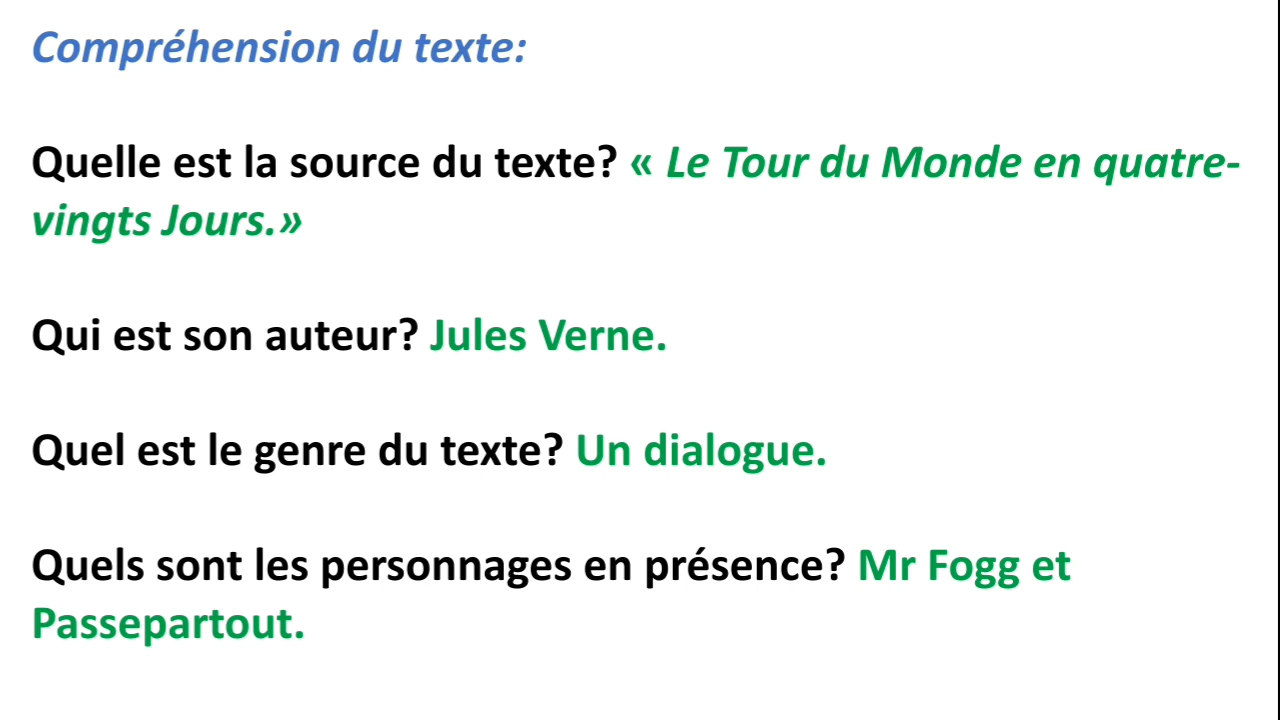 Compréhension du texte:
Quelle est la source du texte? « Le Tour du Monde en quatre-
vingts Jours.»
Qui est son auteur? Jules Verne.
Quel est le genre du texte? Un dialogue.
Quels sont les personnages en présence? Mr Fogg et
Passepartout.